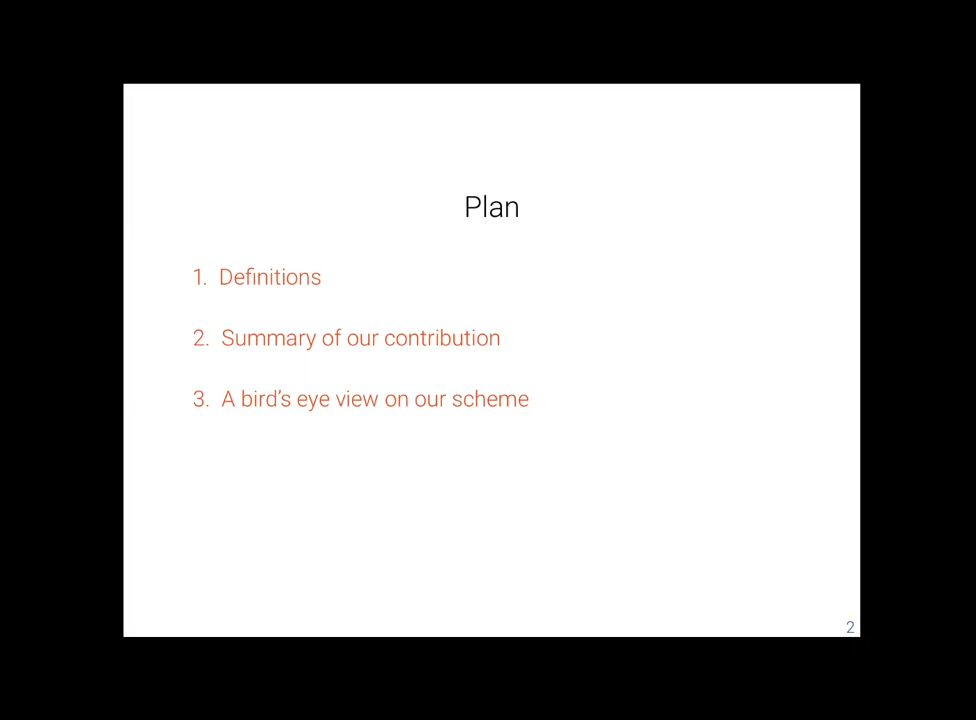 Plan
1. Definitions
2. Summary of our contribution
3. A bird's eye view on our scheme
2